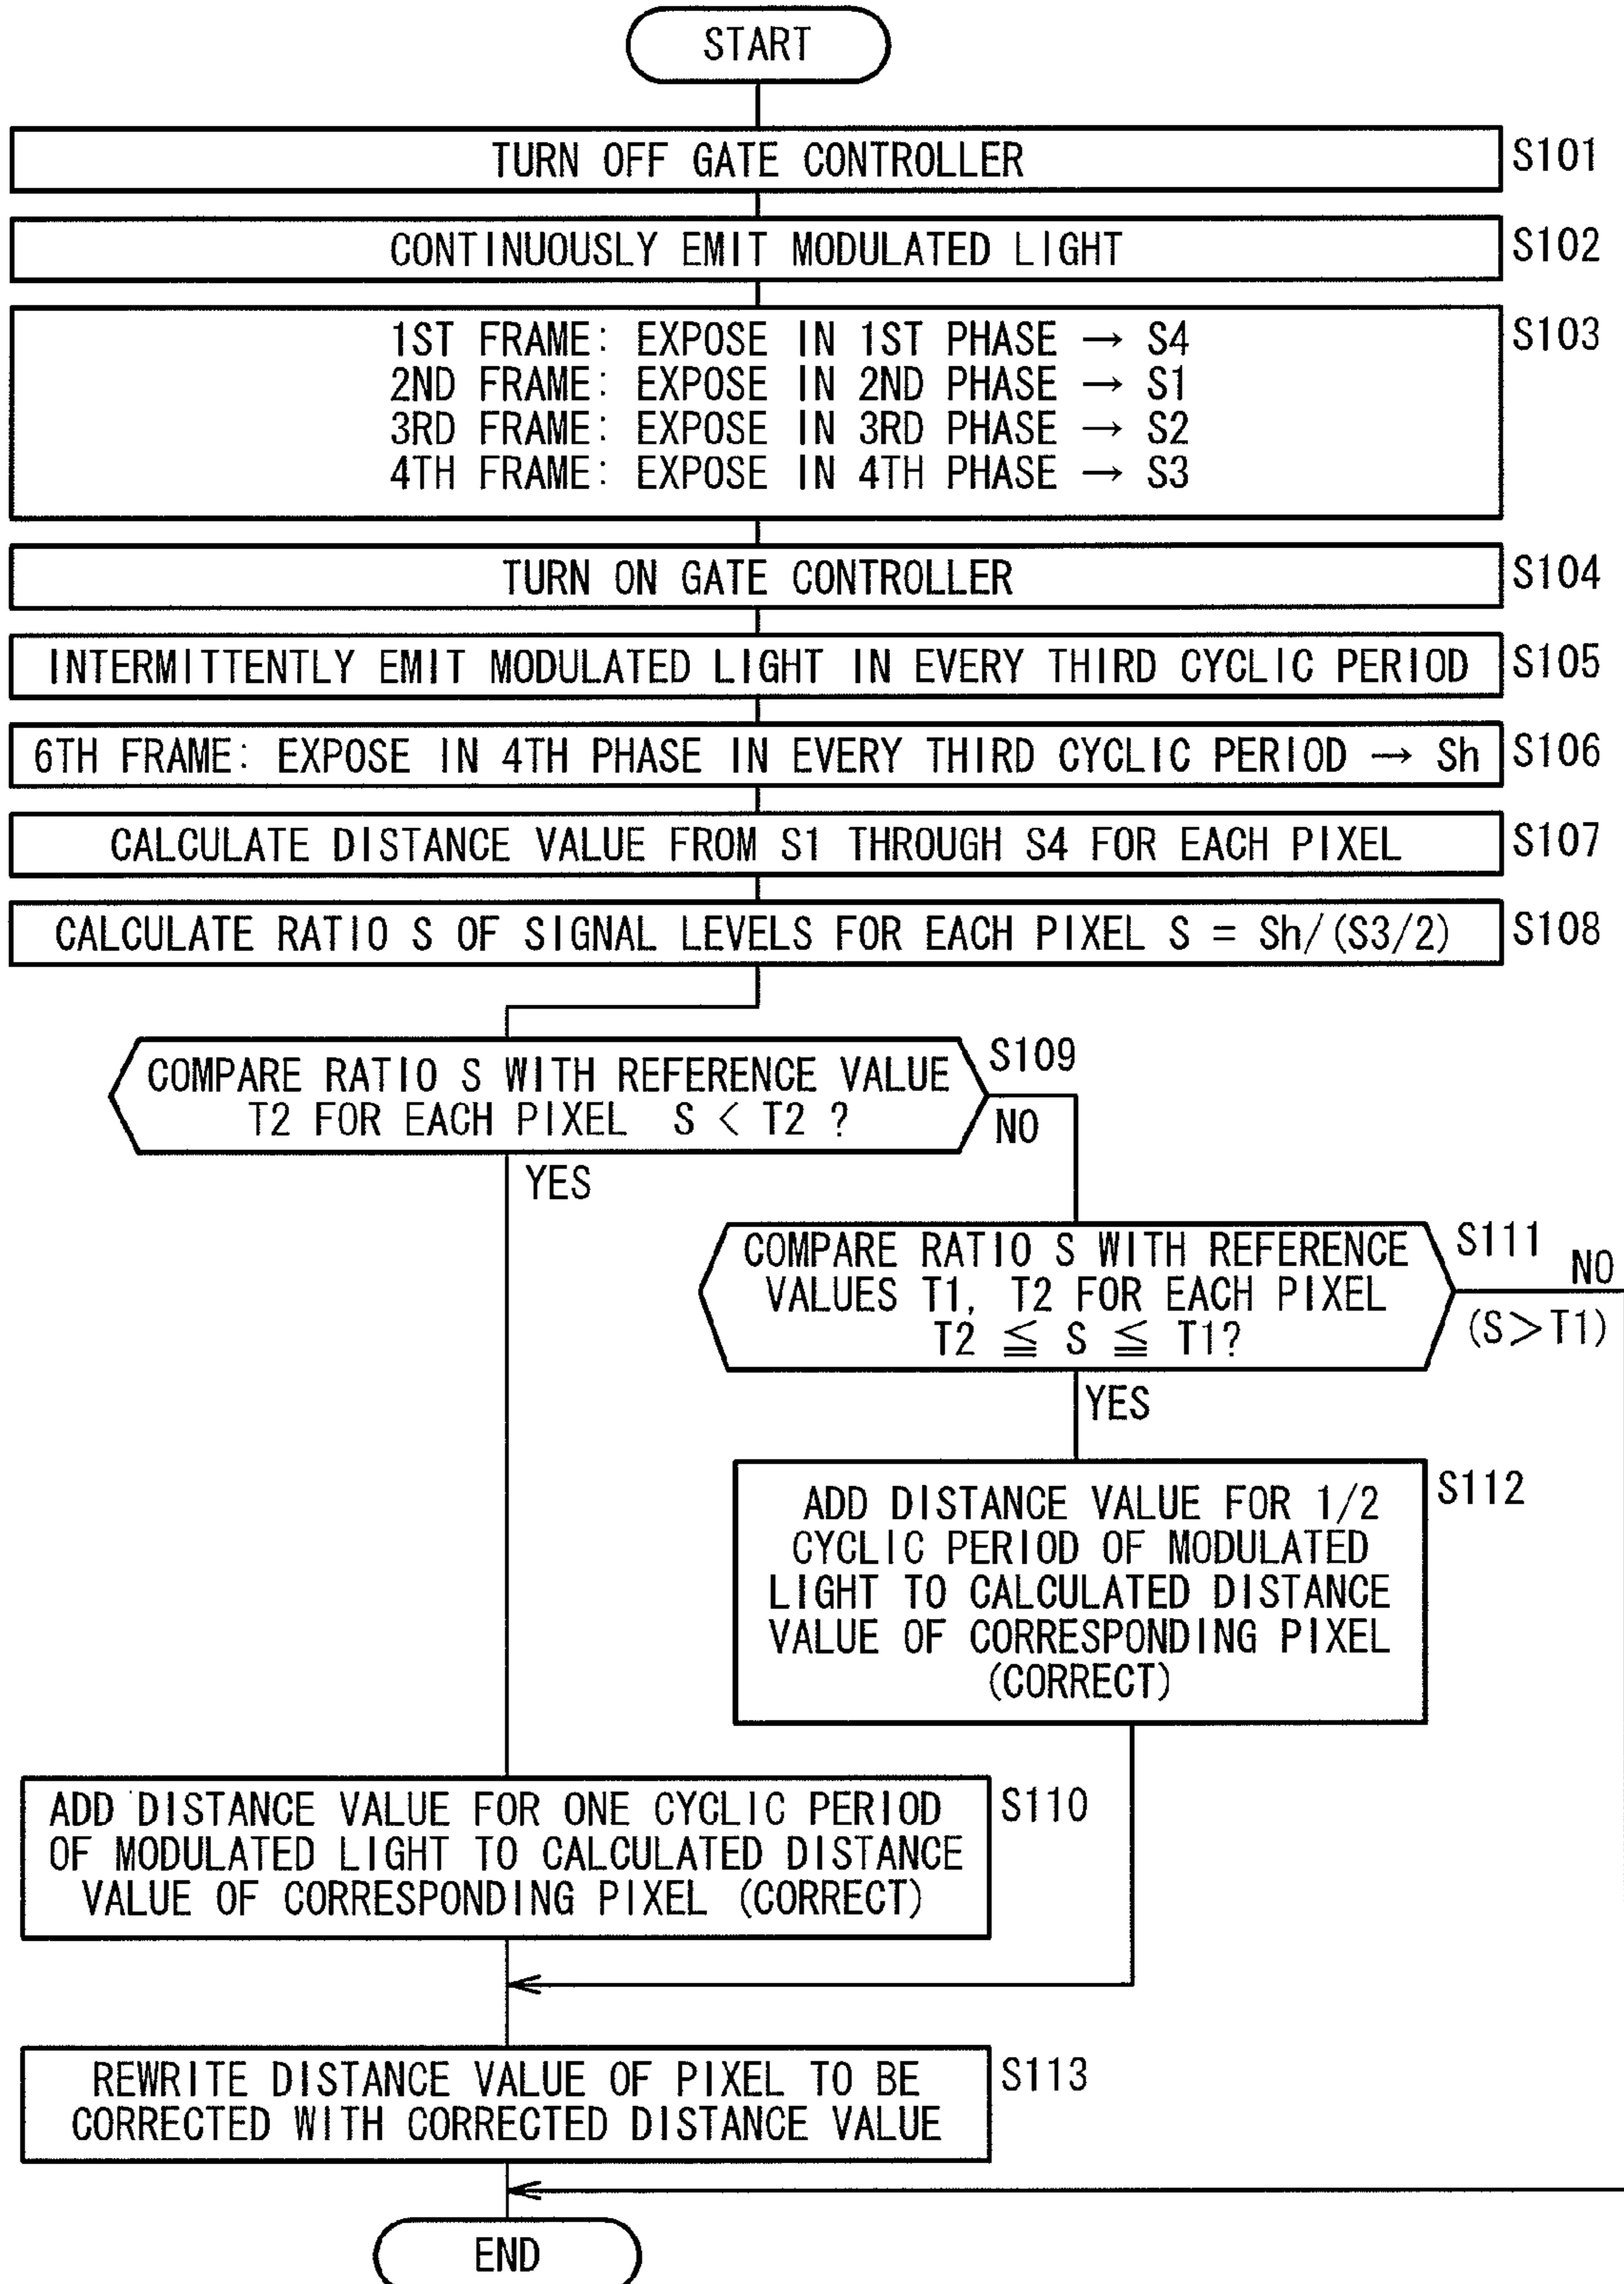 START
TURN OFF GATE CONTROLLER
S101
CONTINUOUSLY EMIT MODULATED LIGHT
S102
1ST FRAME: EXPOSE IN 1ST PHASE → S4
2ND FRAME: EXPOSE IN 2ND PHASE → S1
3RD FRAME: EXPOSE IN 3RD PHASE → S2
4TH FRAME: EXPOSE IN 4TH PHASE → S3
S103
TURN ON GATE CONTROLLER
S104
INTERMITTENTLY EMIT MODULATED LIGHT IN EVERY THIRD CYCLIC PERIOD
S105
6TH FRAME: EXPOSE IN 4TH PHASE IN EVERY THIRD CYCLIC PERIOD → Sh
S106
CALCULATE DISTANCE VALUE FROM S1 THROUGH S4 FOR EACH PIXEL
S107
CALCULATE RATIO S OF SIGNAL LEVELS FOR EACH PIXEL S = Sh/(S3/2)
S108
COMPARE RATIO S WITH REFERENCE VALUE
T2 FOR EACH PIXEL S < T2 ?
S109
NO
YES
COMPARE RATIO S WITH REFERENCE
VALUES T1, T2 FOR EACH PIXEL
T2 ≦ S ≦ T1?
S111
NO
(S>T1)
YES
ADD DISTANCE VALUE FOR 1/2
CYCLIC PERIOD OF MODULATED
LIGHT TO CALCULATED DISTANCE
VALUE OF CORRESPONDING PIXEL
(CORRECT)
S112
ADD DISTANCE VALUE FOR ONE CYCLIC PERIOD
OF MODULATED LIGHT TO CALCULATED DISTANCE
VALUE OF CORRESPONDING PIXEL (CORRECT)
S110
REWRITE DISTANCE VALUE OF PIXEL TO BE
CORRECTED WITH CORRECTED DISTANCE VALUE
S113
END